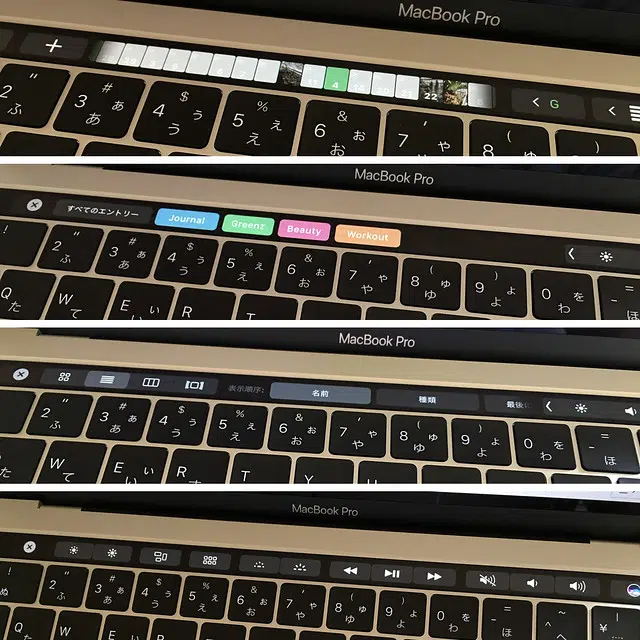 MacBook Pro
+ 4 22 < G <
" # $ % & ' (
2 ふ 3 ぁ あ 4 ぅ う 5 ぇ え 6 ぉ お 7 ゃ や 8
MacBook Pro
すべてのエントリー Journal Greenz Beauty Workout
! " # $ % & ' ( )
2 ふ 3 ぁ あ 4 ぅ う 5 ぇ え 6 ぉ お 7 ゃ や 8 ゅ ゆ 9 ょ よ 0 を わ - = ほ
Q た W て E ぃ い R T
MacBook Pro
表示順序: 名前 種類
" # $ % & ' ( )
2 ふ 3 ぁ あ 4 ぅ う 5 ぇ え 6 ぉ お 7 ゃ や 8 ゅ ゆ 9 ょ よ 0 を わ - = ほ
た W て E ぃ い R T Y U
MacBook Pro
" # $ % & ' ( )
2 ふ 3 ぁ あ 4 ぅ う 5 ぇ え 6 ぉ お 7 ゃ や 8 ゅ ゆ 9 ょ よ 0 を わ - = ほ ^ ~ ¥
W E R T